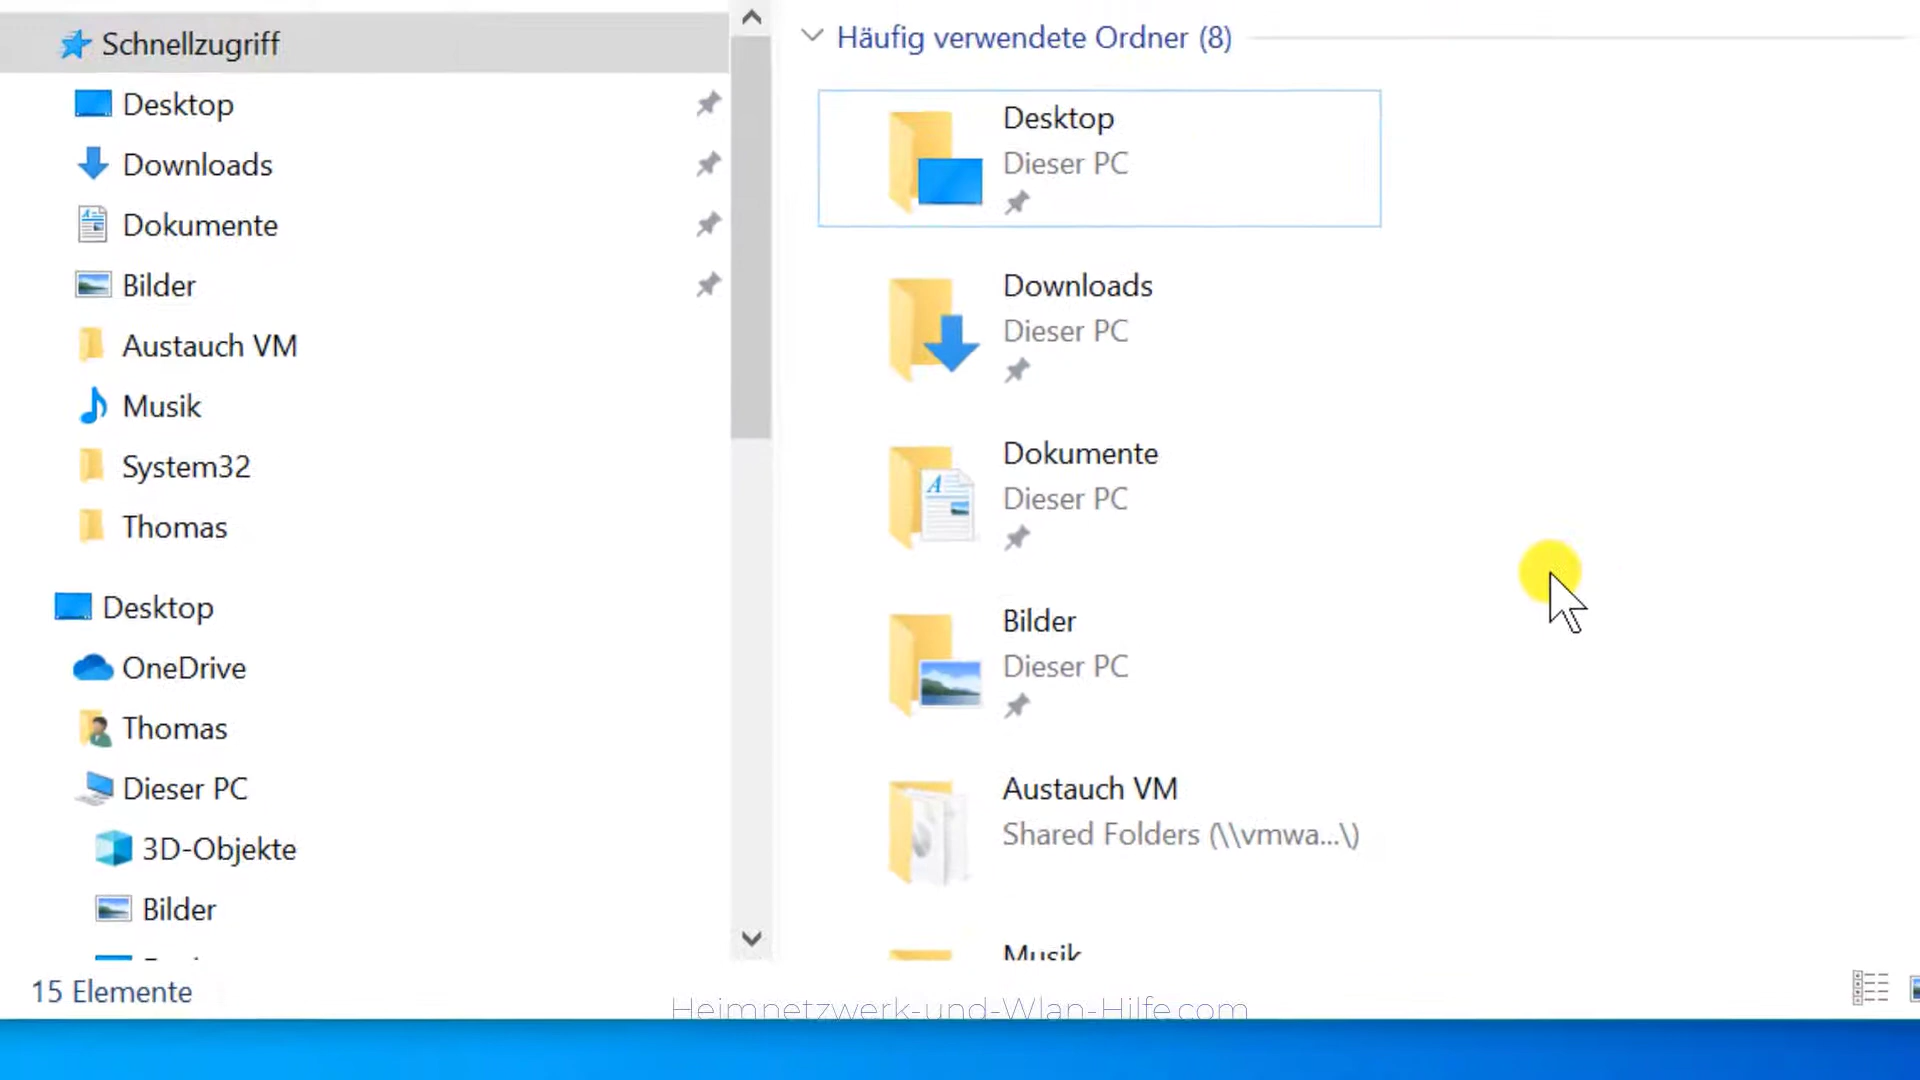 Schnellzugriff
Desktop
Downloads
Dokumente
Bilder
Austauch VM
Musik
System32
Thomas
Desktop
OneDrive
Thomas
Dieser PC
3D-Objekte
Bilder
15 Elemente
Häufig verwendete Ordner (8)
Desktop
Dieser PC
Downloads
Dieser PC
Dokumente
Dieser PC
Bilder
Dieser PC
Austauch VM
Shared Folders (\\vmwa...\)
Musik
Heimnetzwerk-und-Wlan-Hilfe.com